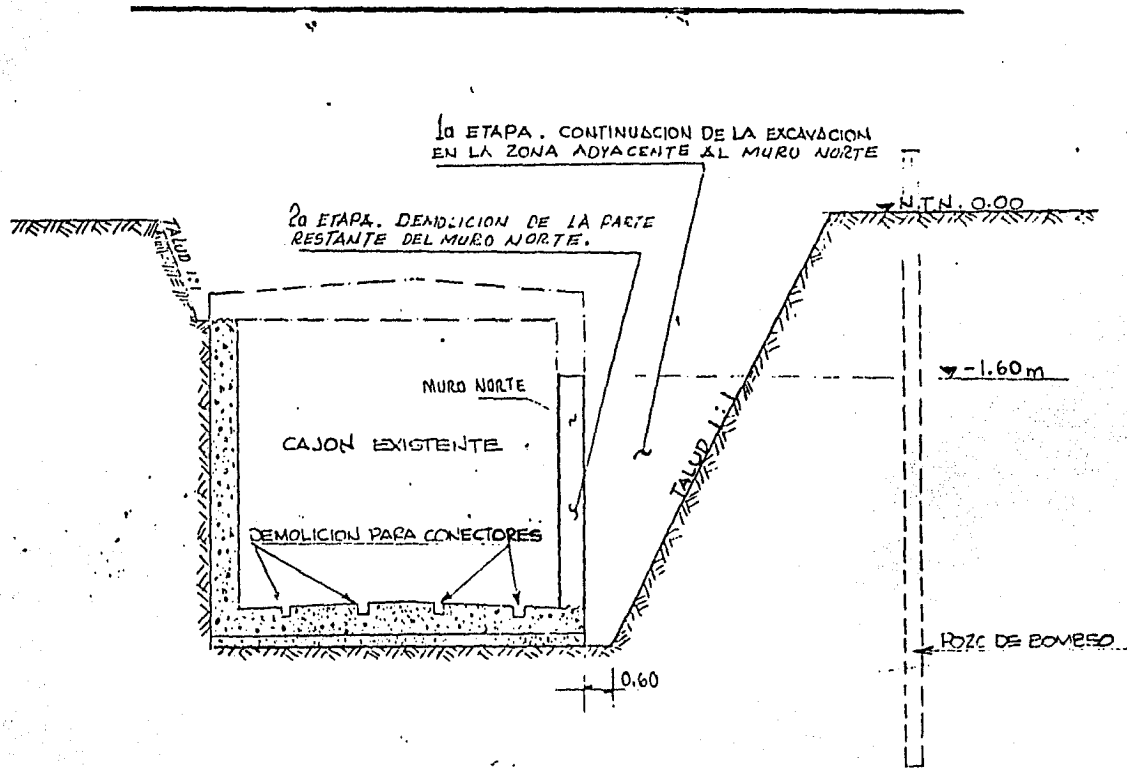 1a ETAPA. CONTINUACION DE LA EXCAVACION
EN LA ZONA ADYACENTE AL MURO NORTE
N.T.N. 0.00
2a ETAPA. DEMOLICION DE LA PARTE
RESTANTE DEL MURO NORTE.
TALUD 1:1
MURO NORTE
-1.60m
CAJON EXISTENTE
TALUD 1:1
DEMOLICION PARA CONECTORES
POZO DE BOMBEO
0.60